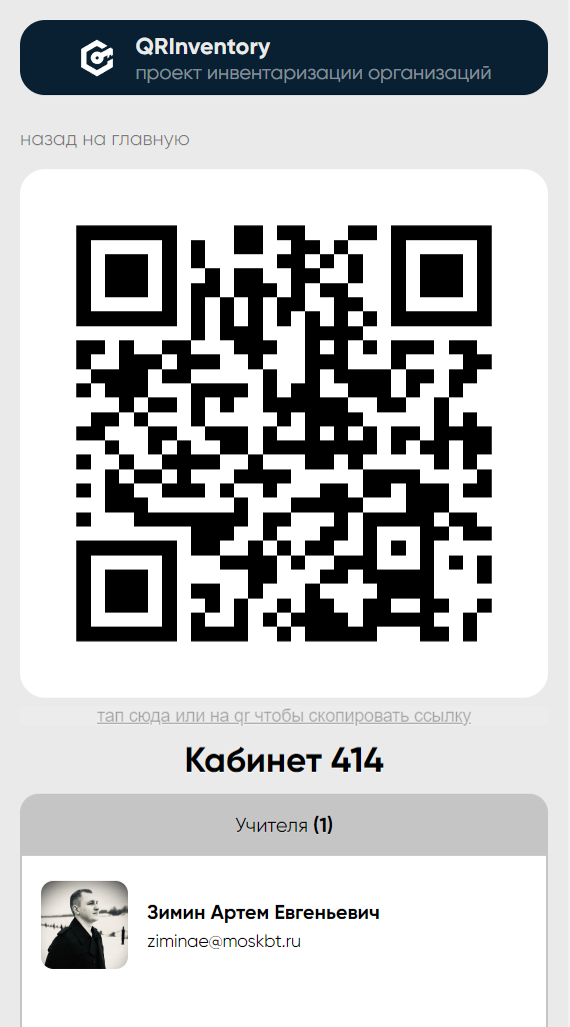 QRInventory
проект инвентаризации организаций
назад на главную
тап сюда или на qr чтобы скопировать ссылку
Кабинет 414
Учителя (1)
Зимин Артем Евгеньевич
ziminae@moskbt.ru